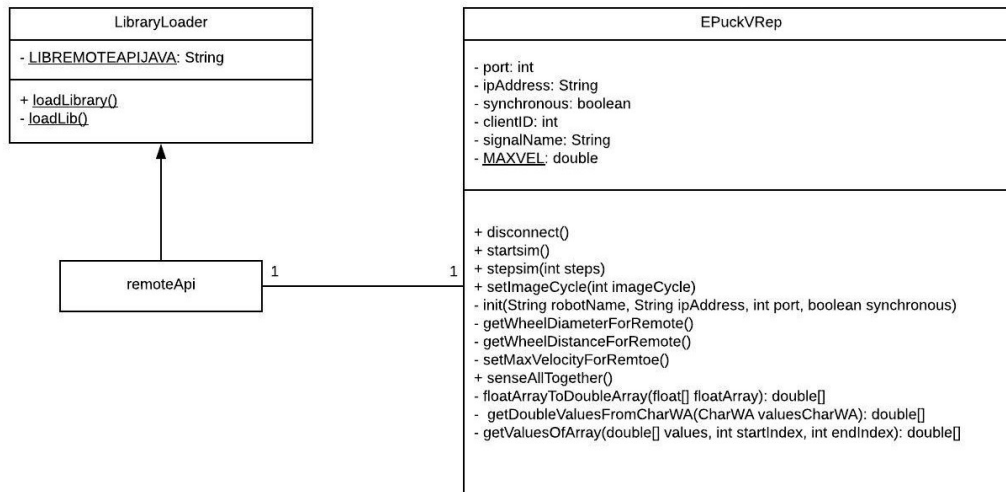 LibraryLoader
- LIBREMOTEAPIJAVA: String
+ loadLibrary()
- loadLib()
remoteApi
1
1
EPuckVRep
- port: int
- ipAddress: String
- synchronous: boolean
- clientID: int
- signalName: String
- MAXVEL: double
+ disconnect()
+ startsim()
+ stepsim(int steps)
+ setImageCycle(int imageCycle)
- init(String robotName, String ipAddress, int port, boolean synchronous)
- getWheelDiameterForRemote()
- getWheelDistanceForRemote()
- setMaxVelocityForRemtoe()
+ senseAllTogether()
- floatArrayToDoubleArray(float[] floatArray): double[]
- getDoubleValuesFromCharWA(CharWA valuesCharWA): double[]
- getValuesOfArray(double[] values, int startIndex, int endIndex): double[]